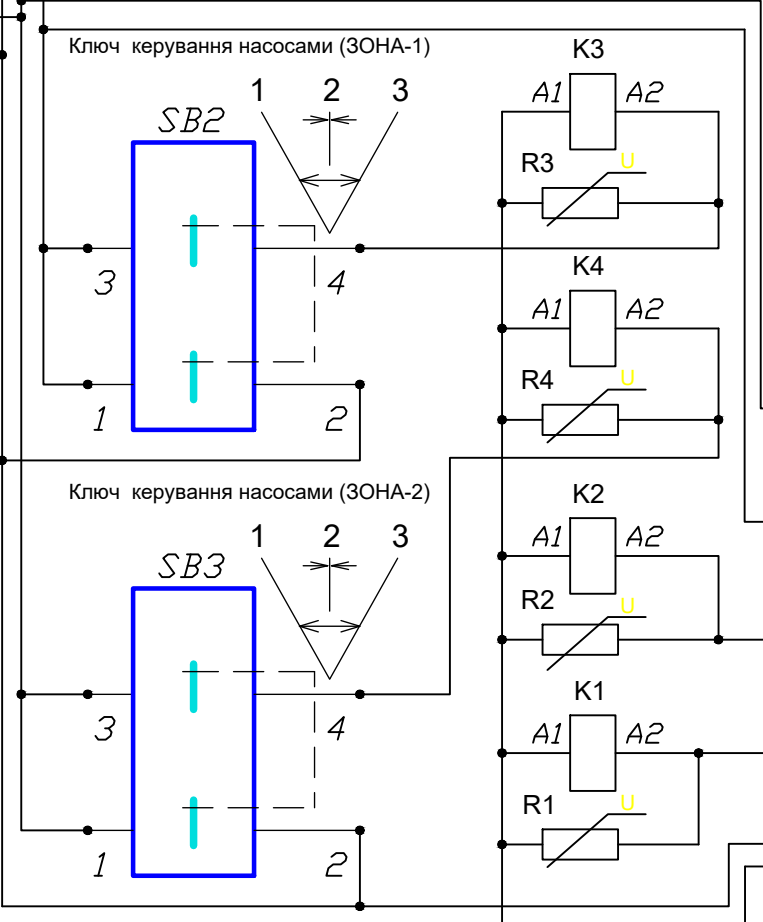 Ключ керування насосами (ЗОНА-1)
K3
1 2 3
A1 A2
SB2
R3 U
3 4
K4
A1 A2
R4 U
1 2
Ключ керування насосами (ЗОНА-2)
K2
1 2 3
A1 A2
SB3
R2 U
K1
3 4
A1 A2
R1 U
1 2